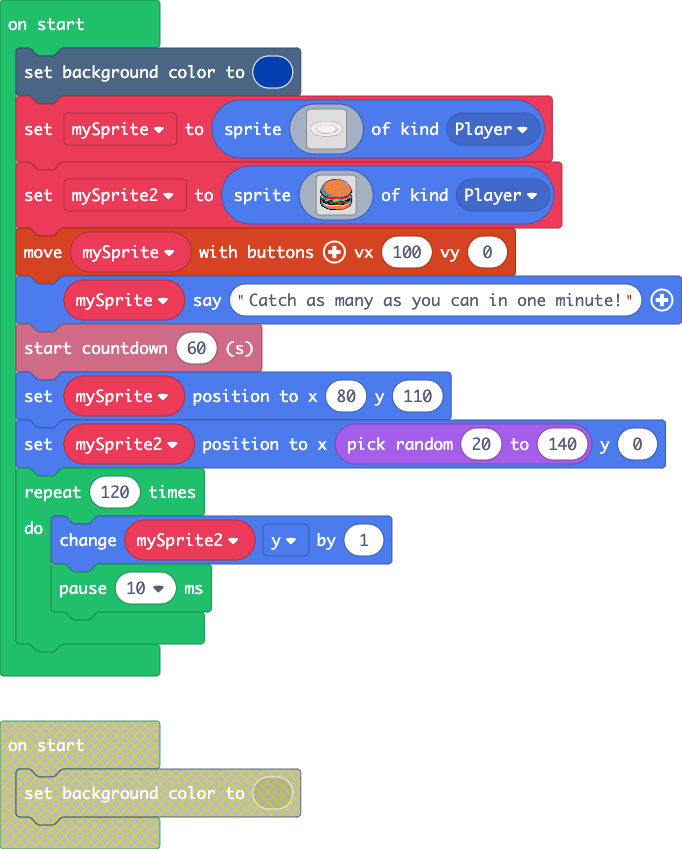 on start
set background color to
set mySprite to sprite of kind Player
set mySprite2 to sprite of kind Player
move mySprite with buttons vx 100 vy 0
mySprite say "Catch as many as you can in one minute!"
start countdown 60 (s)
set mySprite position to x 80 y 110
set mySprite2 position to x pick random 20 to 140 y 0
repeat 120 times
do
change mySprite2 y by 1
pause 10 ms
on start
set background color to